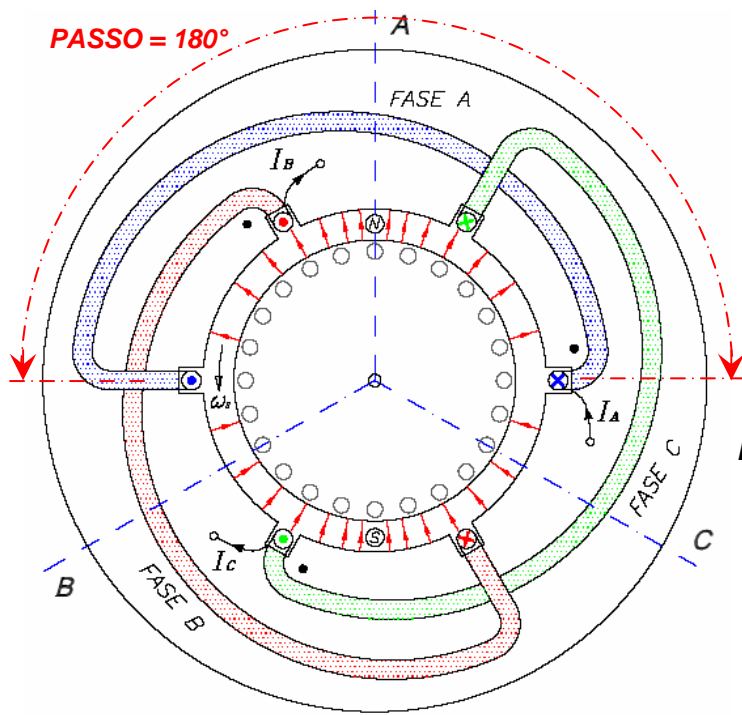 PASSO = 180°
A
FASE A
I_B
N
ω_s
I_A
I_C
S
B
FASE B
FASE C
C